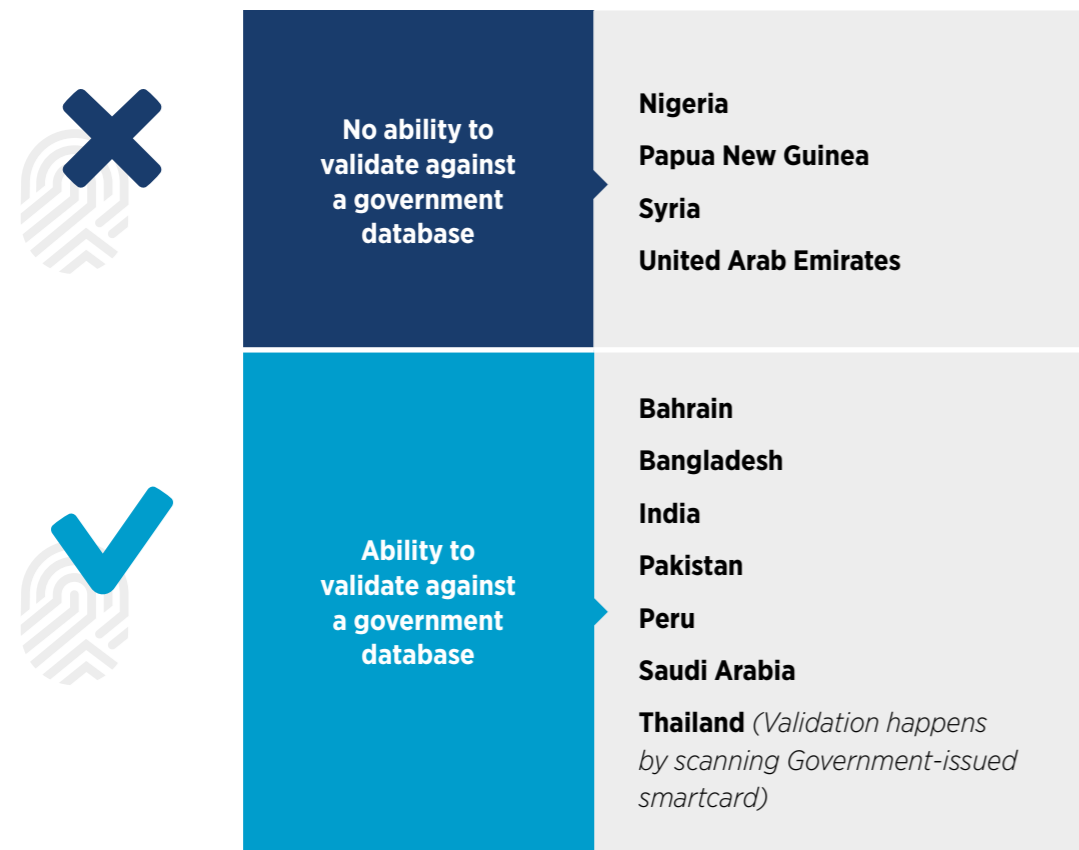 No ability to
validate against
a government
database
Nigeria
Papua New Guinea
Syria
United Arab Emirates
Ability to
validate against
a government
database
Bahrain
Bangladesh
India
Pakistan
Peru
Saudi Arabia
Thailand (Validation happens
by scanning Government-issued
smartcard)